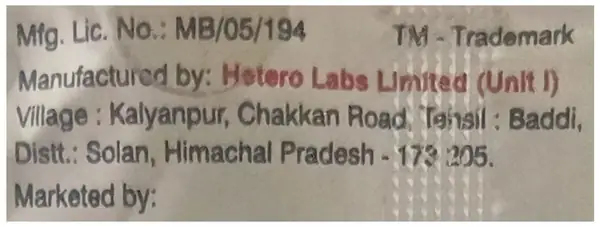 Mfg. Lic. No.: MB/05/194 TM - Trademark
Manufactured by: Hetero Labs Limited (Unit I)
Village : Kalyanpur, Chakkan Road, Tehsil : Baddi,
Distt.: Solan, Himachal Pradesh - 173 205.
Marketed by: